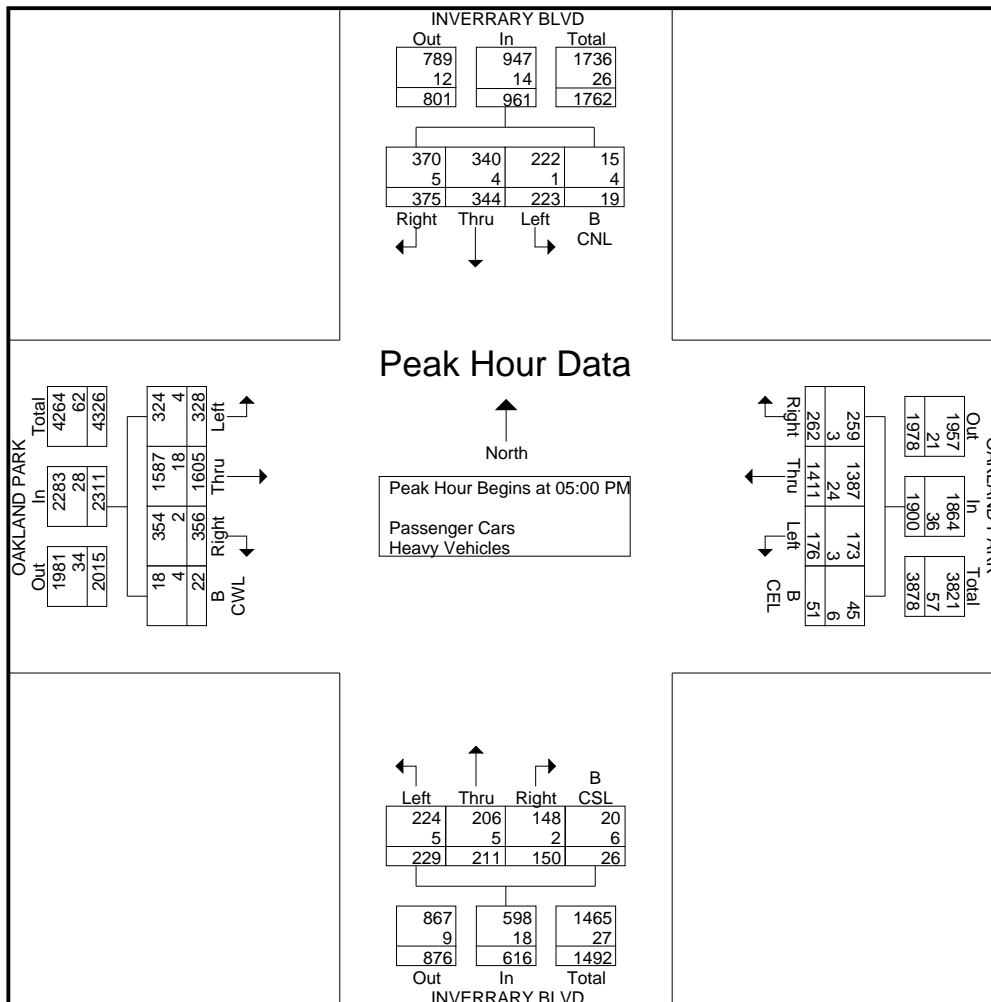 INVERRARY BLVD
Out In Total
789 947 1736
12 14 26
801 961 1762
370 340 222 15
5 4 1 4
375 344 223 19
Right Thru Left B
CNL
Peak Hour Data
North
Peak Hour Begins at 05:00 PM
Passenger Cars
Heavy Vehicles
OAKLAND PARK
Out In Total
1981 2283 4264
34 28 62
2015 2311 4326
18 354 1587 324
4 2 18 4
22 356 1605 328
B Right Thru Left
CWL
OAKLAND PARK
Out In Total
1957 1864 3821
21 36 57
1978 1900 3878
259 1387 173 45
3 24 3 6
262 1411 176 51
Right Thru Left B
CEL
B
Left Thru Right CSL
224 206 148 20
5 5 2 6
229 211 150 26
867 598 1465
9 18 27
876 616 1492
Out In Total
INVERRARY BLVD